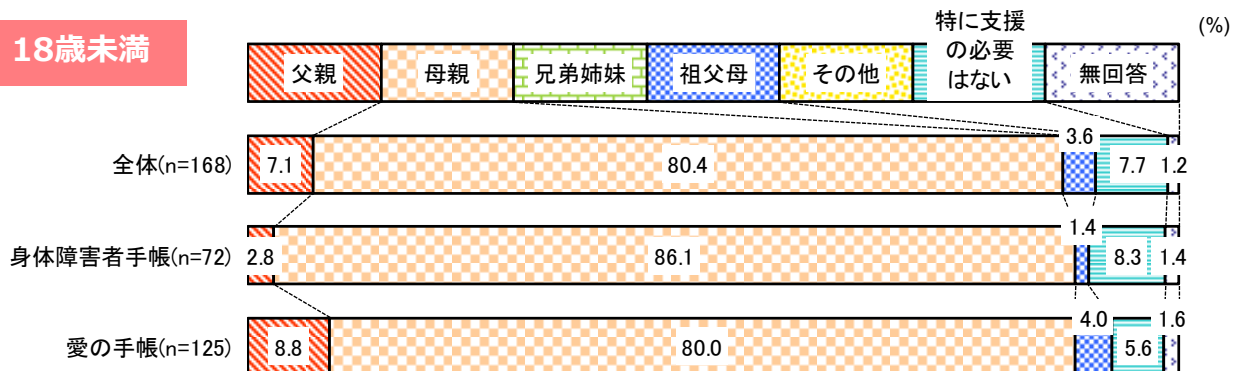 18歳未満
(%)
父親
母親
兄弟姉妹
祖父母
その他
特に支援
の必要
はない
無回答
全体(n=168)
7.1
80.4
3.6
7.7
1.2
身体障害者手帳(n=72)
2.8
86.1
1.4
8.3
1.4
愛の手帳(n=125)
8.8
80.0
4.0
5.6
1.6